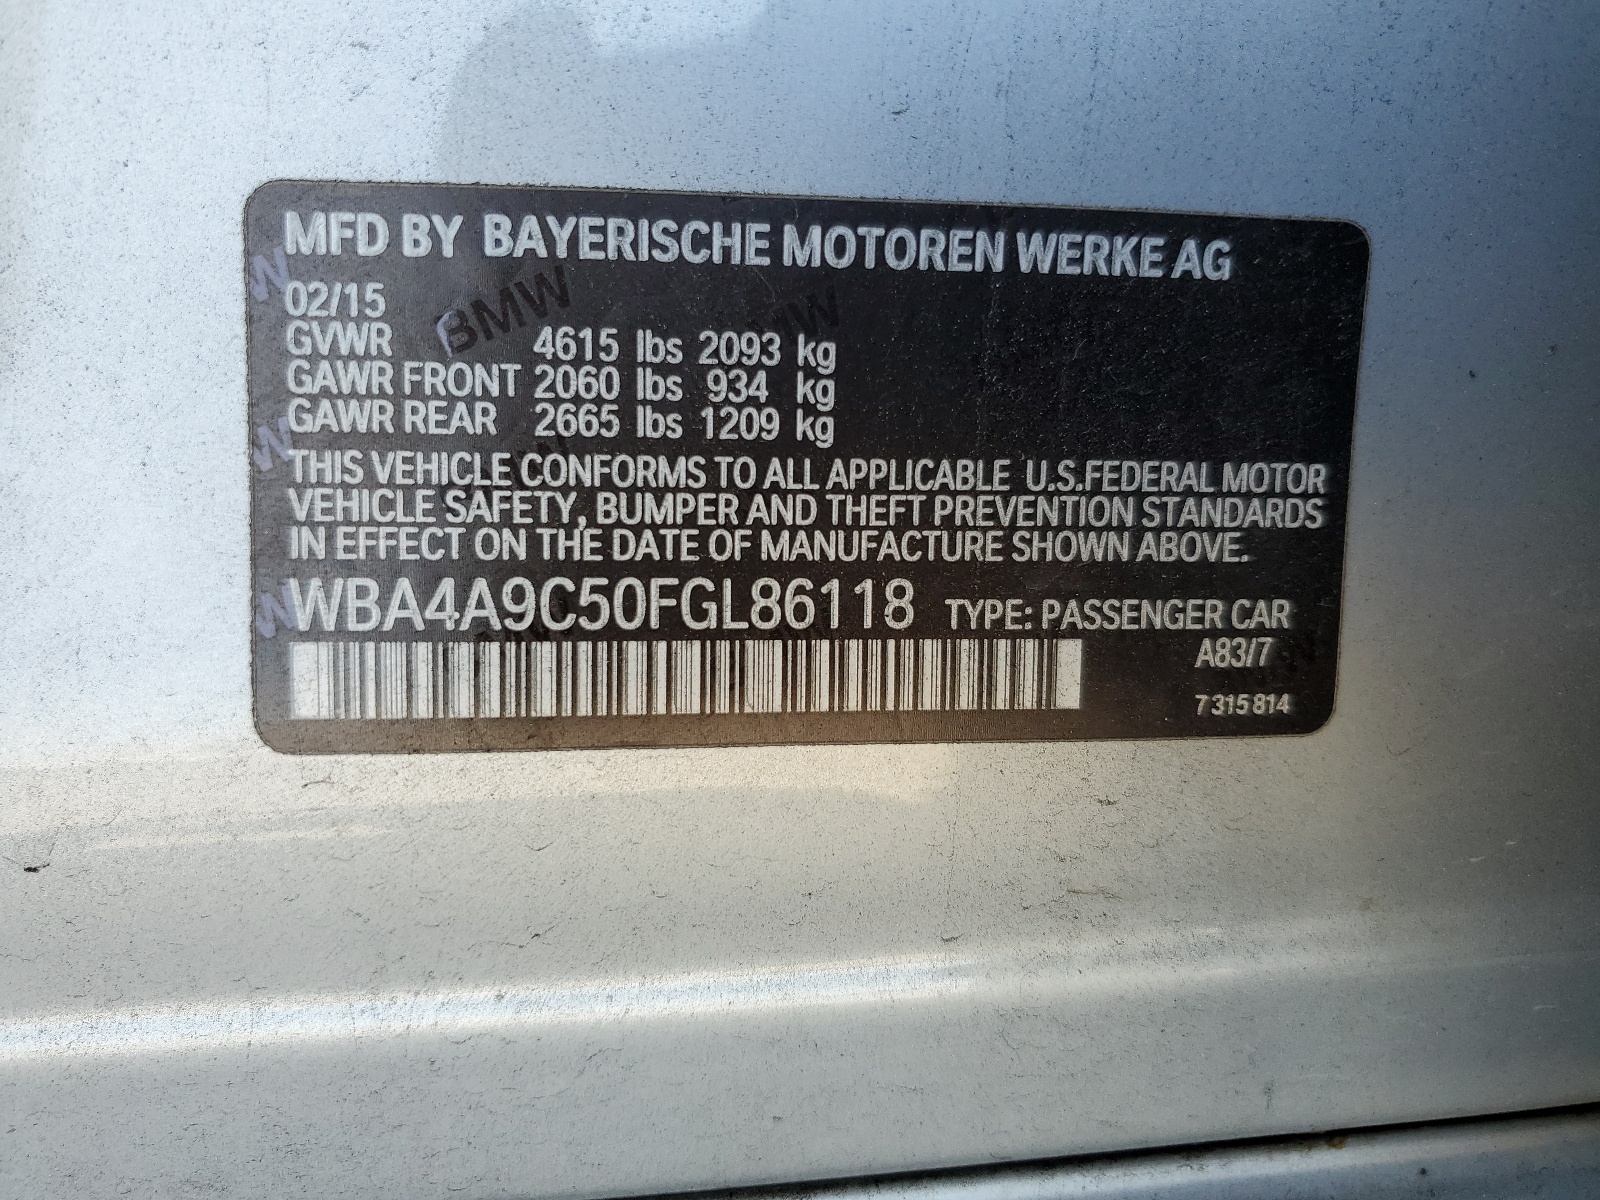 MFD BY BAYERISCHE MOTOREN WERKE AG
02/15
GVWR 4615 lbs 2093 kg
GAWR FRONT 2060 lbs 934 kg
GAWR REAR 2665 lbs 1209 kg
THIS VEHICLE CONFORMS TO ALL APPLICABLE U.S.FEDERAL MOTOR
VEHICLE SAFETY, BUMPER AND THEFT PREVENTION STANDARDS
IN EFFECT ON THE DATE OF MANUFACTURE SHOWN ABOVE.
WBA4A9C50FGL86118 TYPE: PASSENGER CAR
A83/7
7 315 814
BMW